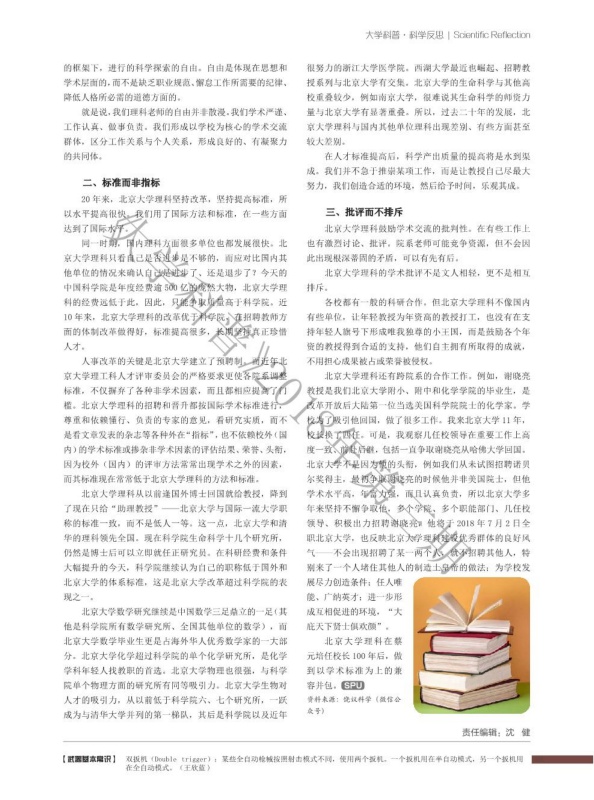 大学科普·科学反思 | Scientific Reflection
的框架下，进行的科学探索的自由。自由是体现在思想和
学术层面的，而不是缺乏职业规范、懈怠工作所需要的纪律、
降低人格所必需的道德方面的。
就是说，我们理科老师的自由并非散漫，我们学术严谨、
工作认真、做事负责。我们形成以学校为核心的学术交流
群体，区分工作关系与个人关系，形成良好的、有凝聚力
的共同体。
二、标准而非指标
20 年来，北京大学理科坚持改革，坚持提高标准，所
以水平提高很快。我们用了国际方法和标准，在一些方面
达到了国际水平。
同一时期，国内理科方面很多单位也都发展很快。北
京大学理科只看自己是否进步是不够的，而应对比国内其
他单位的情况来确认自己是进步了、还是退步了？今天的
中国科学院是年度经费逾 500 亿的庞然大物，北京大学理
科的经费远低于此，因此，只能争取质量高于科学院。近
10 年来，北京大学理科的改革优于科学院，在招聘教师方
面的体制改革做得好，标准提高很多，长期坚持真正珍惜
人才。
人事改革的关键是北京大学建立了预聘制，而近年北
京大学理工科人才评审委员会的严格要求更使各院系调整
标准，不仅摒弃了各种非学术因素，而且都相应提高了门
槛。北京大学理科的招聘和晋升都按国际学术标准进行，
尊重和依赖懂行、负责的专家的意见，看研究实质，而不
是看文章发表的杂志等各种外在“指标”，也不依赖校外（国
内）的学术标准或掺杂非学术因素的评估结果、荣誉、头衔，
因为校外（国内）的评审方法常常出现学术之外的因素，
而其标准现在常常低于北京大学理科的方法和标准。
北京大学理科从以前逢国外博士回国就给教授，降到
了现在只给“助理教授”——北京大学与国际一流大学职
称的标准一致，而不是低人一等。这一点，北京大学和清
华的理科领先全国。现在科学院生命科学十几个研究所，
仍然是博士后可以立即就任正研究员。在科研经费和条件
大幅提升的今天，科学院继续认为自己的职称低于国外和
北京大学的体系标准，这是北京大学改革超过科学院的表
现之一。
北京大学数学研究继续是中国数学三足鼎立的一足（其
他是科学院所有数学研究所、全国其他单位的数学），而
北京大学数学毕业生更是占海外华人优秀数学家的一大部
分。北京大学化学超过科学院的单个化学研究所，是化学
学科年轻人找教职的首选。北京大学物理也很强，与科学
院单个物理方面的研究所有同等吸引力。北京大学生物对
人才的吸引力，从以前低于科学院六、七个研究所，一跃
成为与清华大学并列的第一梯队，其后是科学院以及近年
很努力的浙江大学医学院。西湖大学最近也崛起、招聘教
授系列与北京大学有交集。北京大学的生命科学与其他高
校重叠较少。例如南京大学，很难说其生命科学的师资力
量与北京大学有显著重叠。所以，过去二十年的发展，北
京大学理科与国内其他单位理科出现差别、有些方面甚至
较大差别。
在人才标准提高后，科学产出质量的提高将是水到渠
成。我们并不急于推崇某项工作，而是让教授自己尽最大
努力，我们创造合适的环境，然后给予时间，乐观其成。
三、批评而不排斥
北京大学理科鼓励学术交流的批判性。在有些工作上
也有激烈讨论、批评。院系老师可能竞争资源，但不会因
此出现根深蒂固的矛盾，可以有先有后。
北京大学理科的学术批评不是文人相轻，更不是相互
排斥。
各校都有一般的科研合作。但北京大学理科不像国内
有些单位，让年轻教授为年资高的教授打工，也没有在支
持年轻人旗号下形成唯我独尊的小王国，而是鼓励各个年
资的教授得到合适的支持，他们自主拥有所取得的成就，
不用担心成果被占或荣誉被侵权。
北京大学理科还有跨院系的合作工作。例如，谢晓亮
教授是我们北京大学附小、附中和化学学院的毕业生，是
改革开放后大陆第一位当选美国科学院院士的化学家。学
校为了吸引他回国，做了很多工作。我来北京大学 11 年，
校长换了四任。可是，我观察几任校领导在重要工作上高
度一致、前赴后继，包括一直争取谢晓亮从哈佛大学回国。
北京大学不是因为他的头衔，例如我们从未试图招聘诺贝
尔奖得主，最初争取谢晓亮的时候他并非美国院士，但他
学术水平高，年富力强，而且认真负责，所以北京大学多
年来坚持不懈争取他，多个学院、多个职能部门、几任校
领导、积极出力招聘谢晓亮。他将于 2018 年 7 月 2 日全
职北京大学，也反映北京大学理科建设优秀群体的良好风
气——不会出现招聘了某一两个人，就不招聘其他人，特
别来了一个人堵住其他人的制造土皇帝的做法；为学校发
展尽力创造条件；任人唯
能、广纳英才；进一步形
成互相促进的环境，“大
庇天下贤士俱欢颜”。
北京大学理科在蔡
元培任校长 100 年后，做
到以学术标准为上的兼
容并包。SPU
资料来源：饶议科学（微信公
众号）
责任编辑：沈 健
【武器基本常识】 双扳机（Double trigger）：某些全自动枪械按照射击模式不同，使用两个扳机。一个扳机用在半自动模式，另一个扳机用
在全自动模式。（王欣蓝）